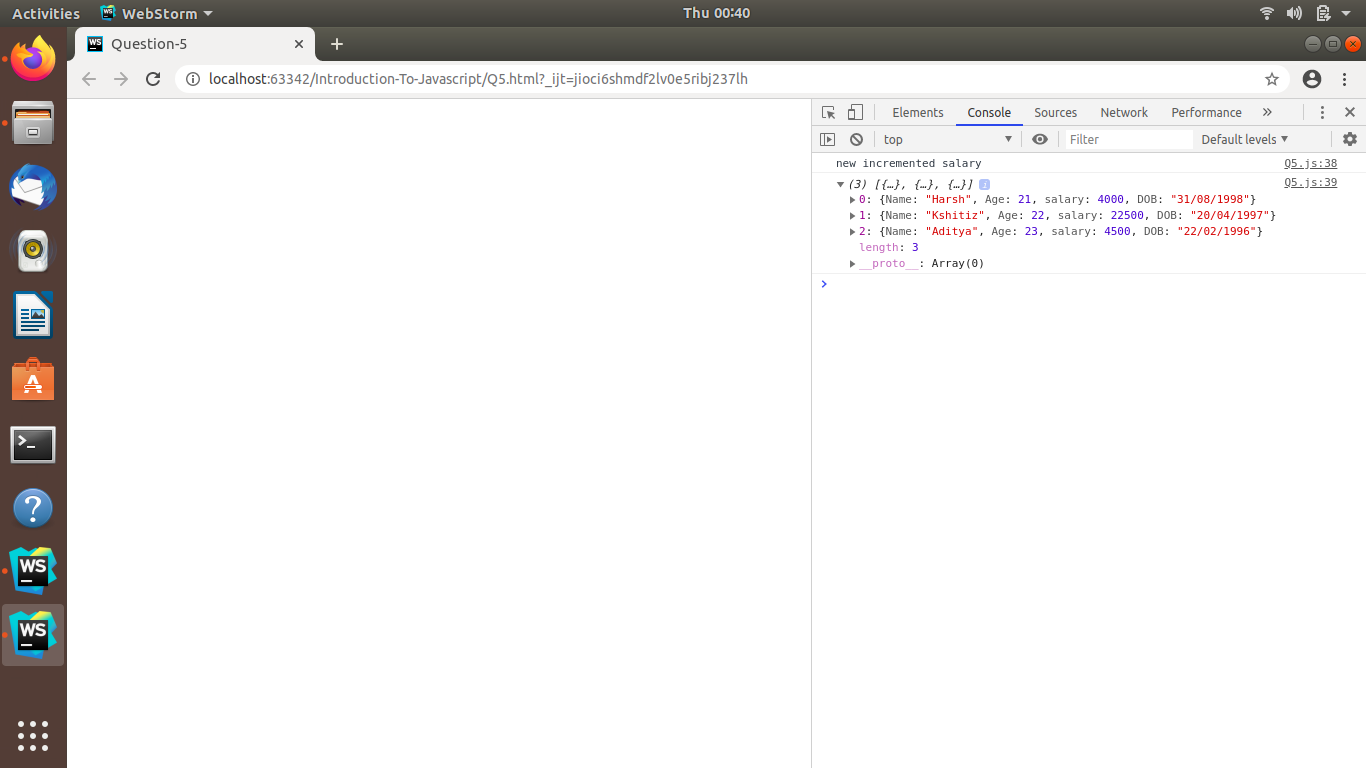 Activities WebStorm Thu 00:40
Question-5
localhost:63342/Introduction-To-Javascript/Q5.html?_ijt=jioci6shmdf2lv0e5ribj237lh
Elements Console Sources Network Performance »
top Filter Default levels
new incremented salary Q5.js:38
(3) [{…}, {…}, {…}] i Q5.js:39
0: {Name: "Harsh", Age: 21, salary: 4000, DOB: "31/08/1998"}
1: {Name: "Kshitiz", Age: 22, salary: 22500, DOB: "20/04/1997"}
2: {Name: "Aditya", Age: 23, salary: 4500, DOB: "22/02/1996"}
length: 3
__proto__: Array(0)
WS
WS
WS